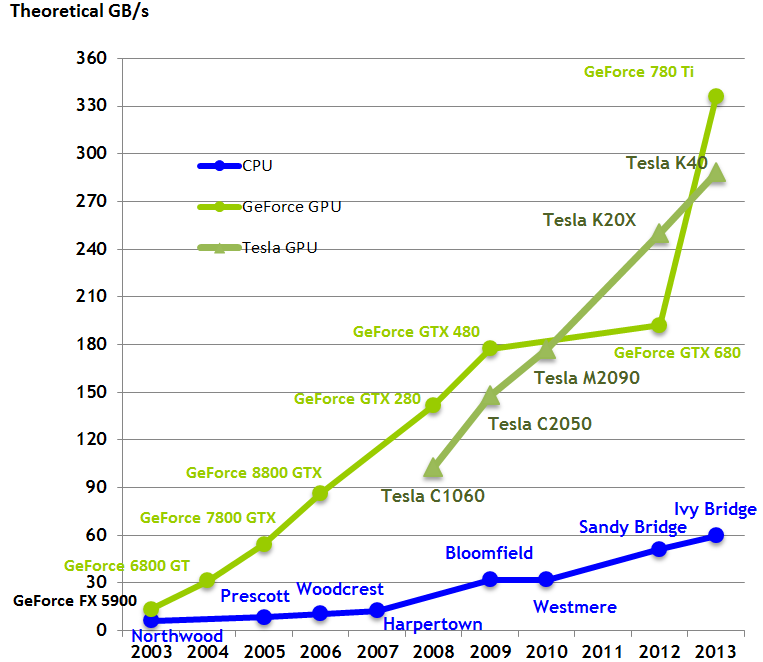 Theoretical GB/s
360
GeForce 780 Ti
330
300
CPU
Tesla K40
270
GeForce GPU
Tesla K20X
240
Tesla GPU
210
GeForce GTX 480
180
GeForce GTX 680
Tesla M2090
150
GeForce GTX 280
Tesla C2050
120
GeForce 8800 GTX
90
Tesla C1060
GeForce 7800 GTX
Ivy Bridge
60
Sandy Bridge
Bloomfield
GeForce 6800 GT
30
Woodcrest
Prescott
GeForce FX 5900
Westmere
Harpertown
0
Northwood
2003 2004 2005 2006 2007 2008 2009 2010 2011 2012 2013